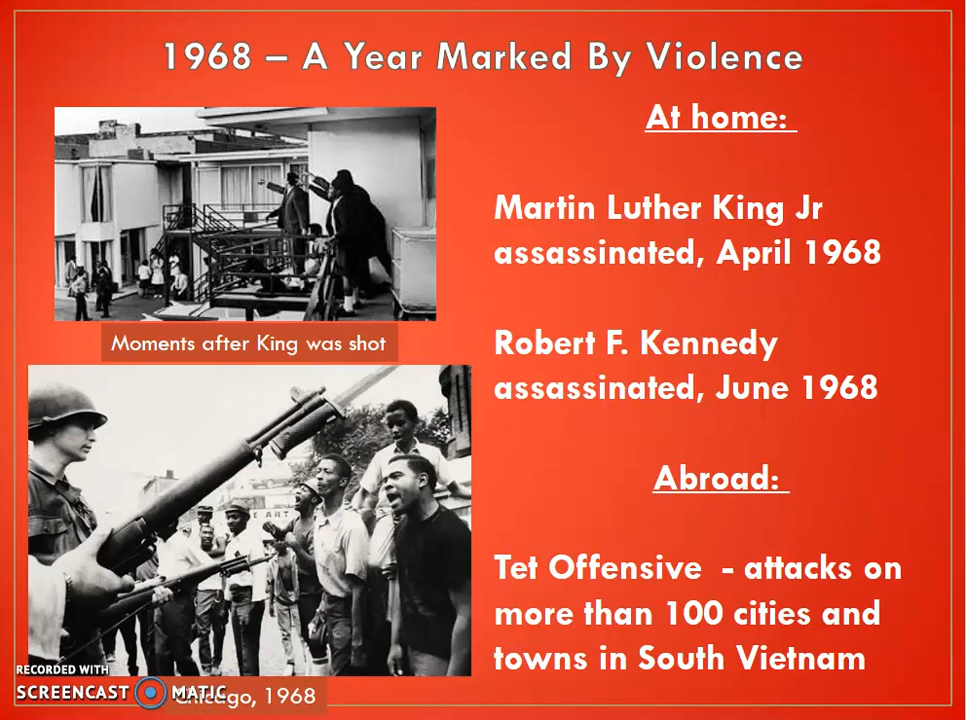 1968 – A Year Marked By Violence
At home:
Martin Luther King Jr
assassinated, April 1968
Moments after King was shot
Robert F. Kennedy
assassinated, June 1968
Abroad:
ART
Tet Offensive - attacks on
more than 100 cities and
towns in South Vietnam
RECORDED WITH
SCREENCAST MATIC
Chicago, 1968